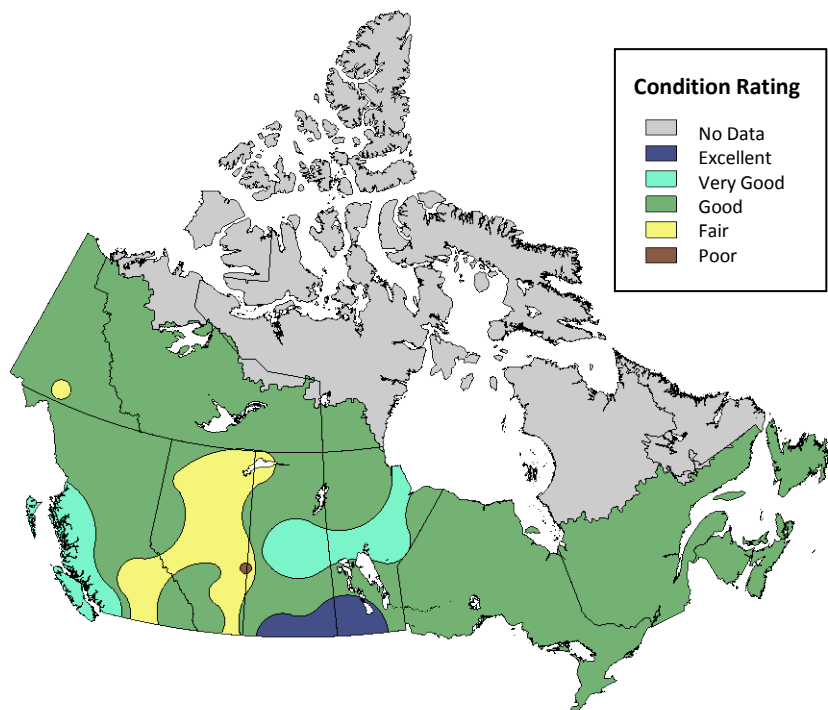 Condition Rating
No Data
Excellent
Very Good
Good
Fair
Poor